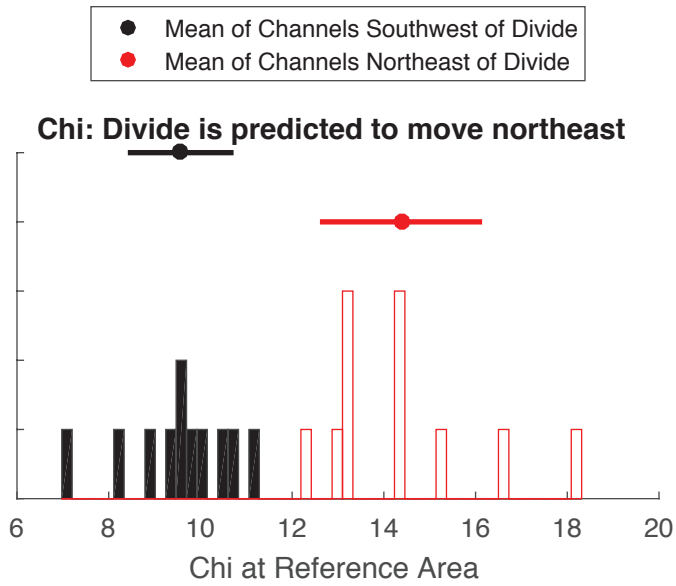 Mean of Channels Southwest of Divide
Mean of Channels Northeast of Divide
Chi: Divide is predicted to move northeast
6 8 10 12 14 16 18 20
Chi at Reference Area